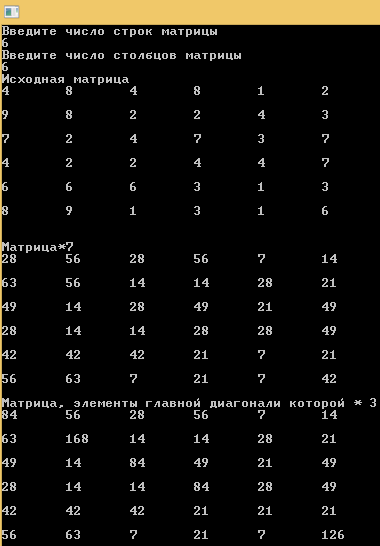 Введите число строк матрицы
6
Введите число столбцов матрицы
6
Исходная матрица
4 8 4 8 1 2
9 8 2 2 4 3
7 2 4 7 3 7
4 2 2 4 4 7
6 6 6 3 1 3
8 9 1 3 1 6
Матрица*7
28 56 28 56 7 14
63 56 14 14 28 21
49 14 28 49 21 49
28 14 14 28 28 49
42 42 42 21 7 21
56 63 7 21 7 42
Матрица, элементы главной диагонали которой * 3
84 56 28 56 7 14
63 168 14 14 28 21
49 14 84 49 21 49
28 14 14 84 28 49
42 42 42 21 21 21
56 63 7 21 7 126